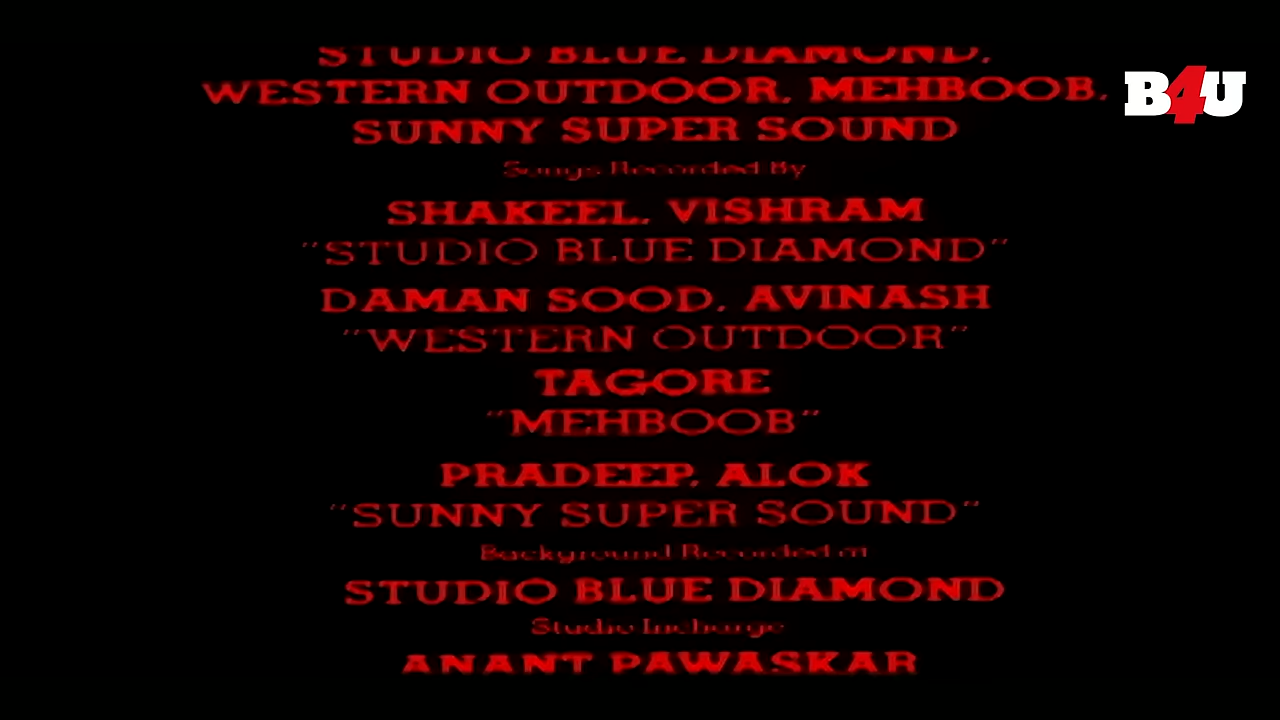 STUDIO BLUE DIAMOND,
WESTERN OUTDOOR, MEHBOOB,
B4U
SUNNY SUPER SOUND
Songs Recorded By
SHAKEEL, VISHRAM
"STUDIO BLUE DIAMOND"
DAMAN SOOD, AVINASH
"WESTERN OUTDOOR"
TAGORE
"MEHBOOB"
PRADEEP, ALOK
"SUNNY SUPER SOUND"
Background Recorded at
STUDIO BLUE DIAMOND
Studio Incharge
ANANT PAWASKAR